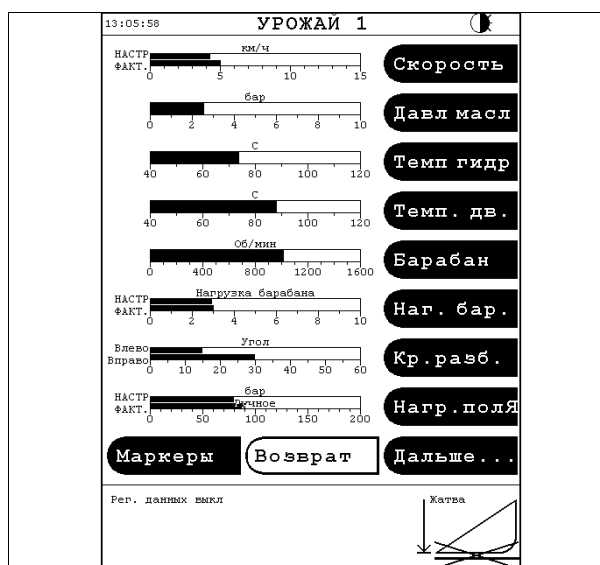 13:05:58 УРОЖАЙ 1
км/ч
НАСТР
ФАКТ.
0 5 10 15
Скорость
бар
0 2 4 6 8 10
Давл масл
С
40 60 80 100 120
Темп гидр
С
40 60 80 100 120
Темп. дв.
Об/мин
0 400 800 1200 1600
Барабан
Нагрузка барабана
НАСТР
ФАКТ.
0 2 4 6 8 10
Наг. бар.
Угол
Влево
Вправо
0 10 20 30 40 50 60
Кр.разб.
бар
НАСТР
Ручное
ФАКТ.
0 50 100 150 200
Нагр.полЯ
Маркеры Возврат Дальше...
Рег. данных выкл
Жатва